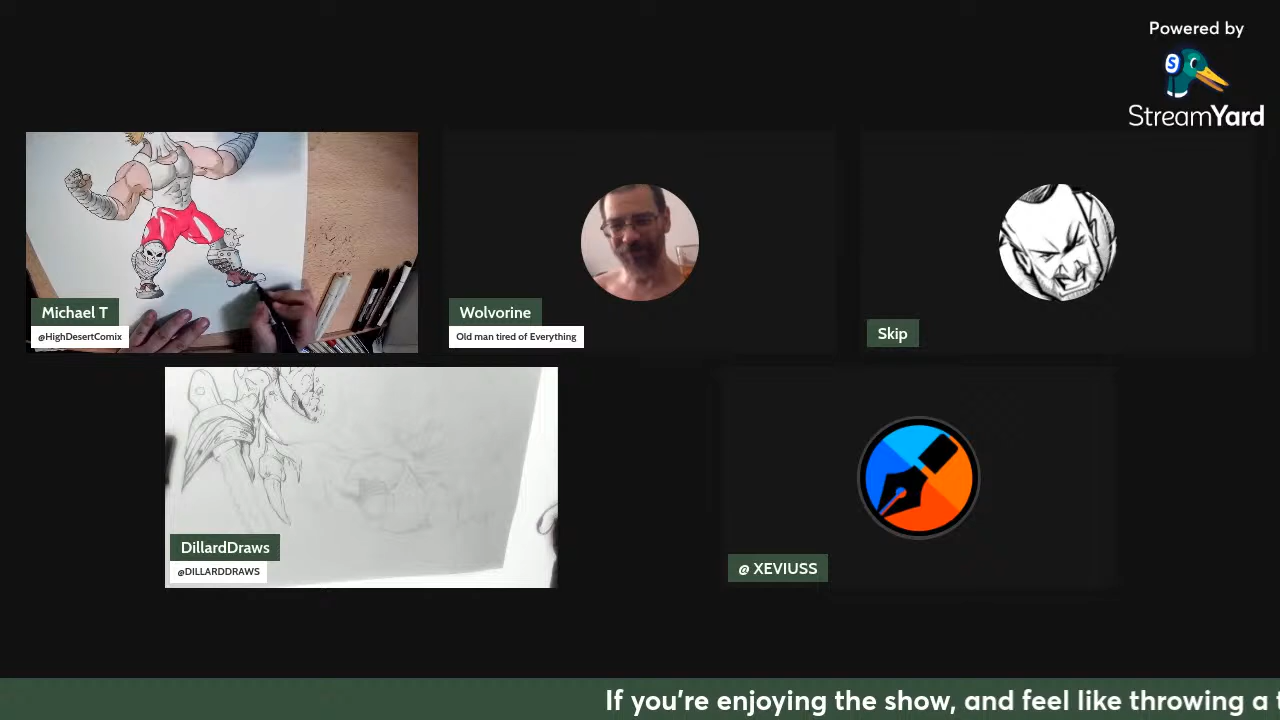 Powered by
StreamYard
Michael T
@HighDesertComix
Wolvorine
Old man tired of Everything
Skip
DillardDraws
@DILLARDDRAWS
@ XEVIUSS
If you're enjoying the show, and feel like throwing a